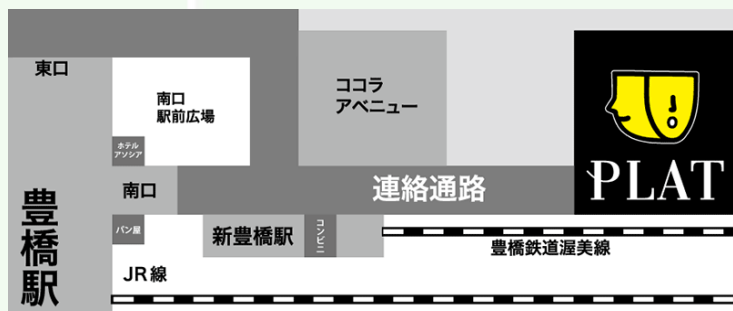 東口
南口
駅前広場
ココラ
アベニュー
ホテル
アソシア
南口
連絡通路
PLAT
豊橋駅
パン屋
新豊橋駅
コンビニ
豊橋鉄道渥美線
JR線